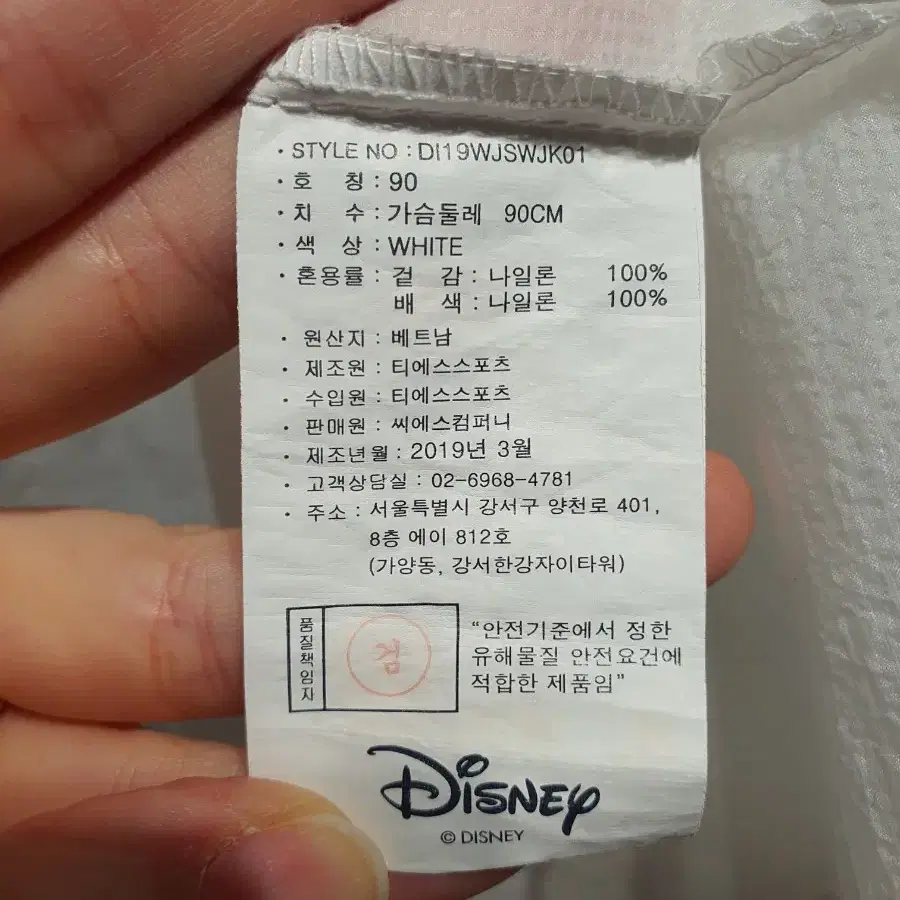 · STYLE NO : DI19WJSWJK01
· 호 칭 : 90
· 치 수 : 가슴둘레 90CM
· 색 상 : WHITE
· 혼용률 : 겉 감 : 나일론 100%
배 색 : 나일론 100%
· 원산지 : 베트남
· 제조원 : 티에스스포츠
· 수입원 : 티에스스포츠
· 판매원 : 씨에스컴퍼니
· 제조년월 : 2019년 3월
· 고객상담실 : 02-6968-4781
· 주소 : 서울특별시 강서구 양천로 401,
8층 에이 812호
(가양동, 강서한강자이타워)
품질책임자
검
“안전기준에서 정한
유해물질 안전요건에
적합한 제품임”
Disney
© DISNEY